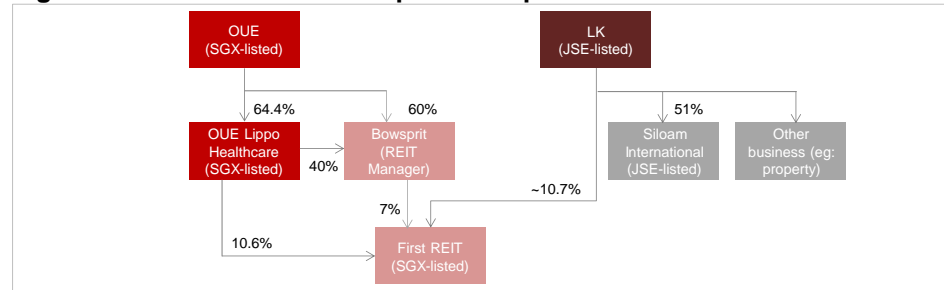 OUE
(SGX-listed)
LK
(JSE-listed)
64.4%
60%
51%
OUE Lippo
Healthcare
(SGX-listed)
40%
Bowsprit
(REIT
Manager)
Siloam
International
(JSE-listed)
Other
business (eg:
property)
~10.7%
7%
10.6%
First REIT
(SGX-listed)